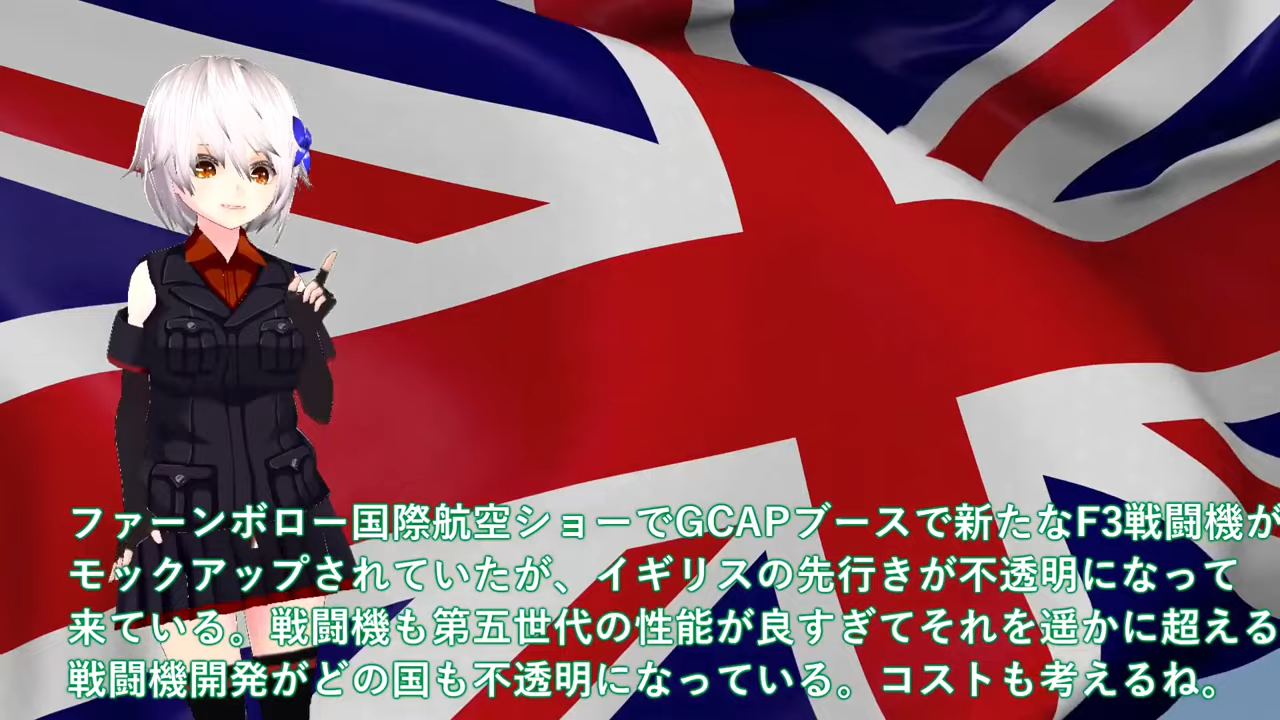 ファーンボロー国際航空ショーでGCAPブースで新たなF3戦闘機が
モックアップされていたが、イギリスの先行きが不透明になって
来ている。戦闘機も第五世代の性能が良すぎてそれを遥かに超える
戦闘機開発がどの国も不透明になっている。コストも考えるね。